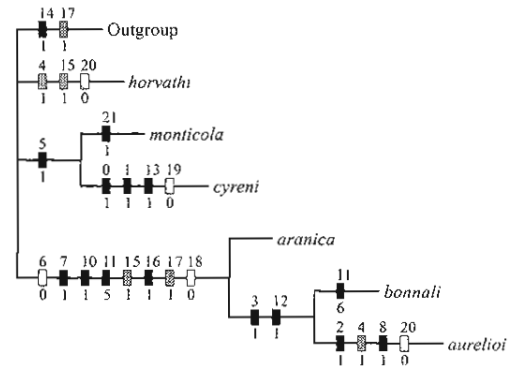 14 17
Outgroup
1 1
4 15 20
horvathi
1 1 0
21
monticola
1
5
1
0 1 13 19
cyreni
1 1 1 0
aranica
6 7 10 11 15 16 17 18
0 1 1 5 1 1 1 0
11
bonnali
6
3 12
1 1
2 4 8 20
aurelioi
1 1 1 0